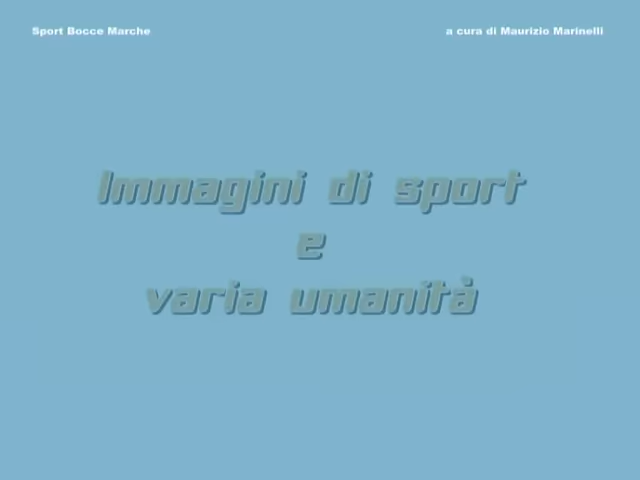 Sport Bocce Marche
a cura di Maurizio Marinelli
Immagini di sport
e
varia umanità